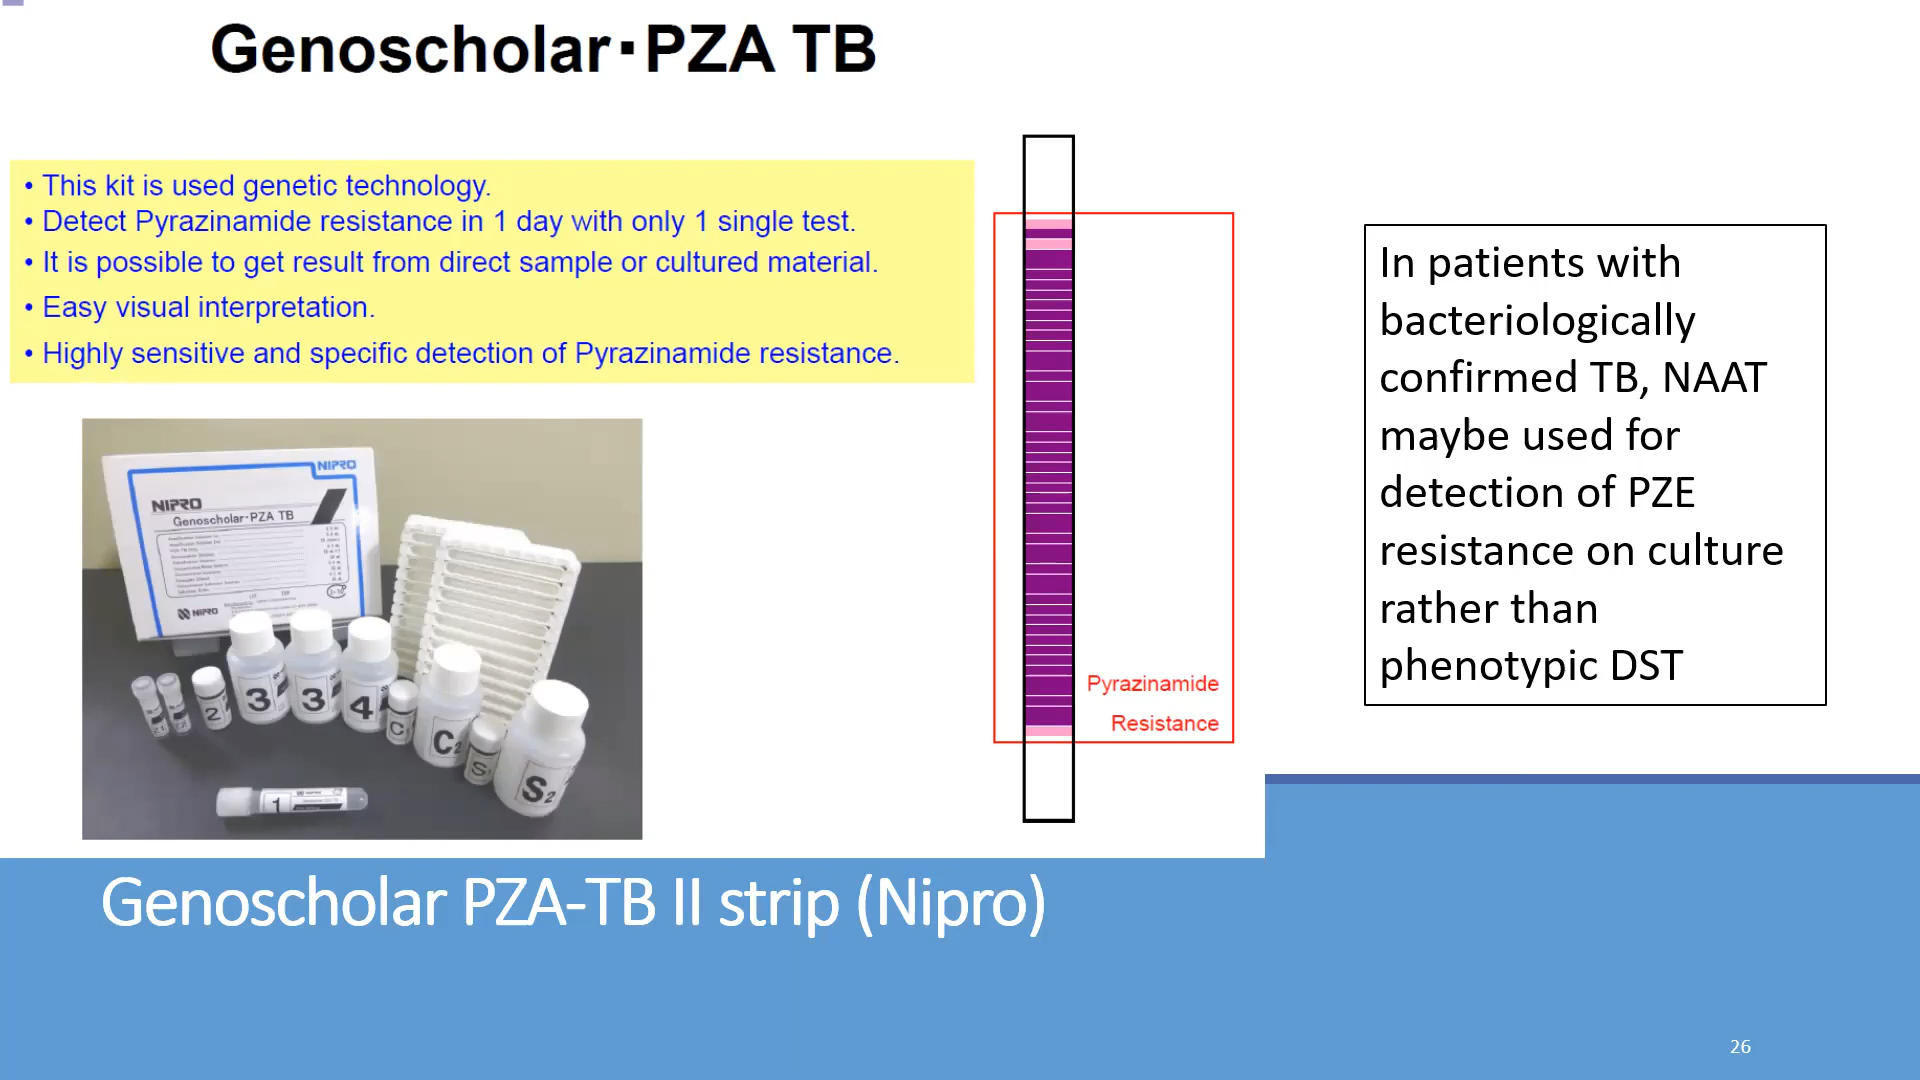 Genoscholar・PZA TB
• This kit is used genetic technology.
• Detect Pyrazinamide resistance in 1 day with only 1 single test.
• It is possible to get result from direct sample or cultured material.
• Easy visual interpretation.
• Highly sensitive and specific detection of Pyrazinamide resistance.
NIPRO
NIPRO
Genoscholar・PZA TB
NIPRO
2
3
3
4
C
C2
S
S2
1
NIPRO
Pyrazinamide
Resistance
In patients with
bacteriologically
confirmed TB, NAAT
maybe used for
detection of PZE
resistance on culture
rather than
phenotypic DST
Genoscholar PZA-TB II strip (Nipro)
26